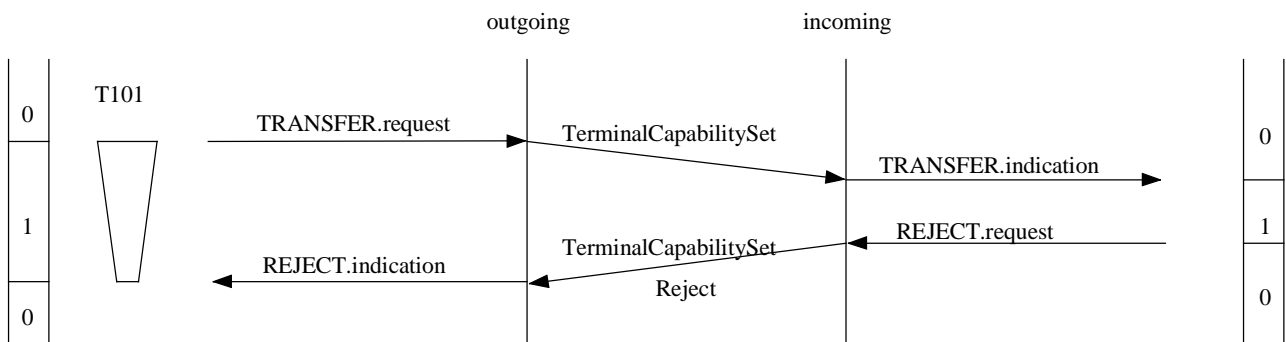 outgoing
incoming
T101
0
TRANSFER.request
TerminalCapabilitySet
0
TRANSFER.indication
1
REJECT.request
1
TerminalCapabilitySet
REJECT.indication
Reject
0
0